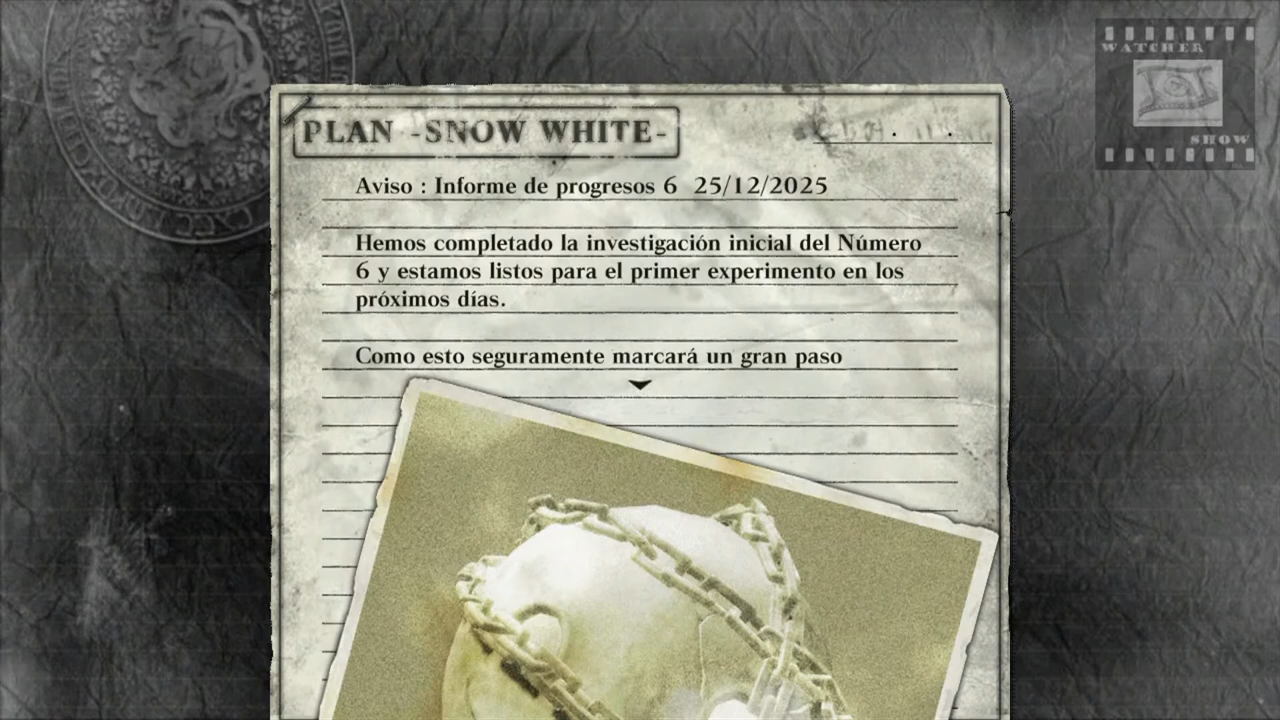 WATCHER
PLAN -SNOW WHITE-
SHOW
Aviso : Informe de progresos 6 25/12/2025
Hemos completado la investigación inicial del Número
6 y estamos listos para el primer experimento en los
próximos días.
Como esto seguramente marcará un gran paso